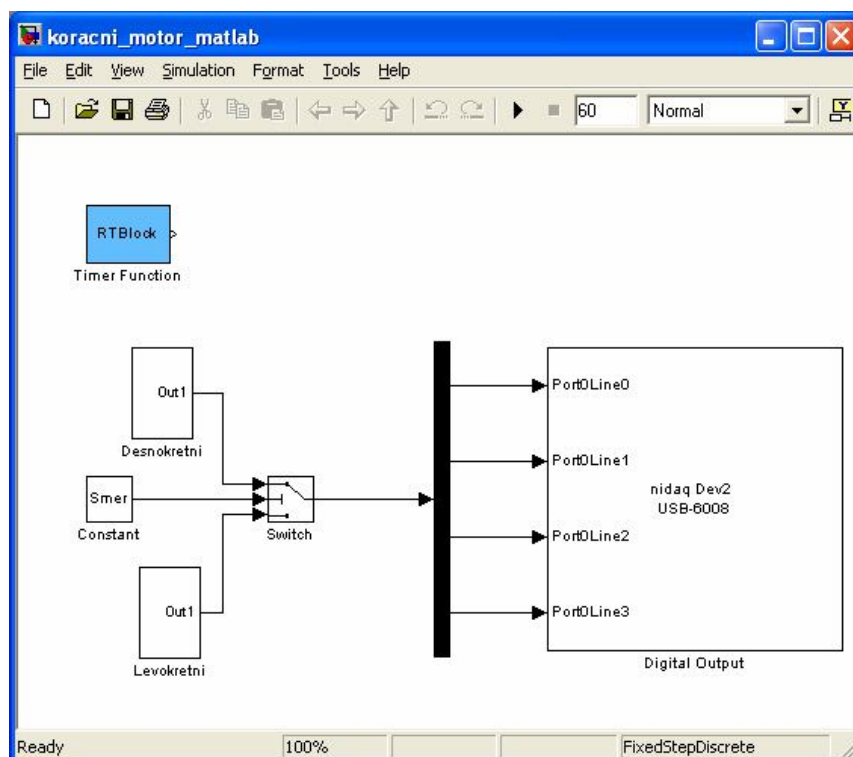 koracni_motor_matlab
File Edit View Simulation Format Tools Help
60 Normal
RTBlock
Timer Function
Out1
Desnokretni
Smer
Constant
Switch
Out1
Levokretni
Port0Line0
Port0Line1
nidaq Dev2
USB-6008
Port0Line2
Port0Line3
Digital Output
Ready 100% FixedStepDiscrete